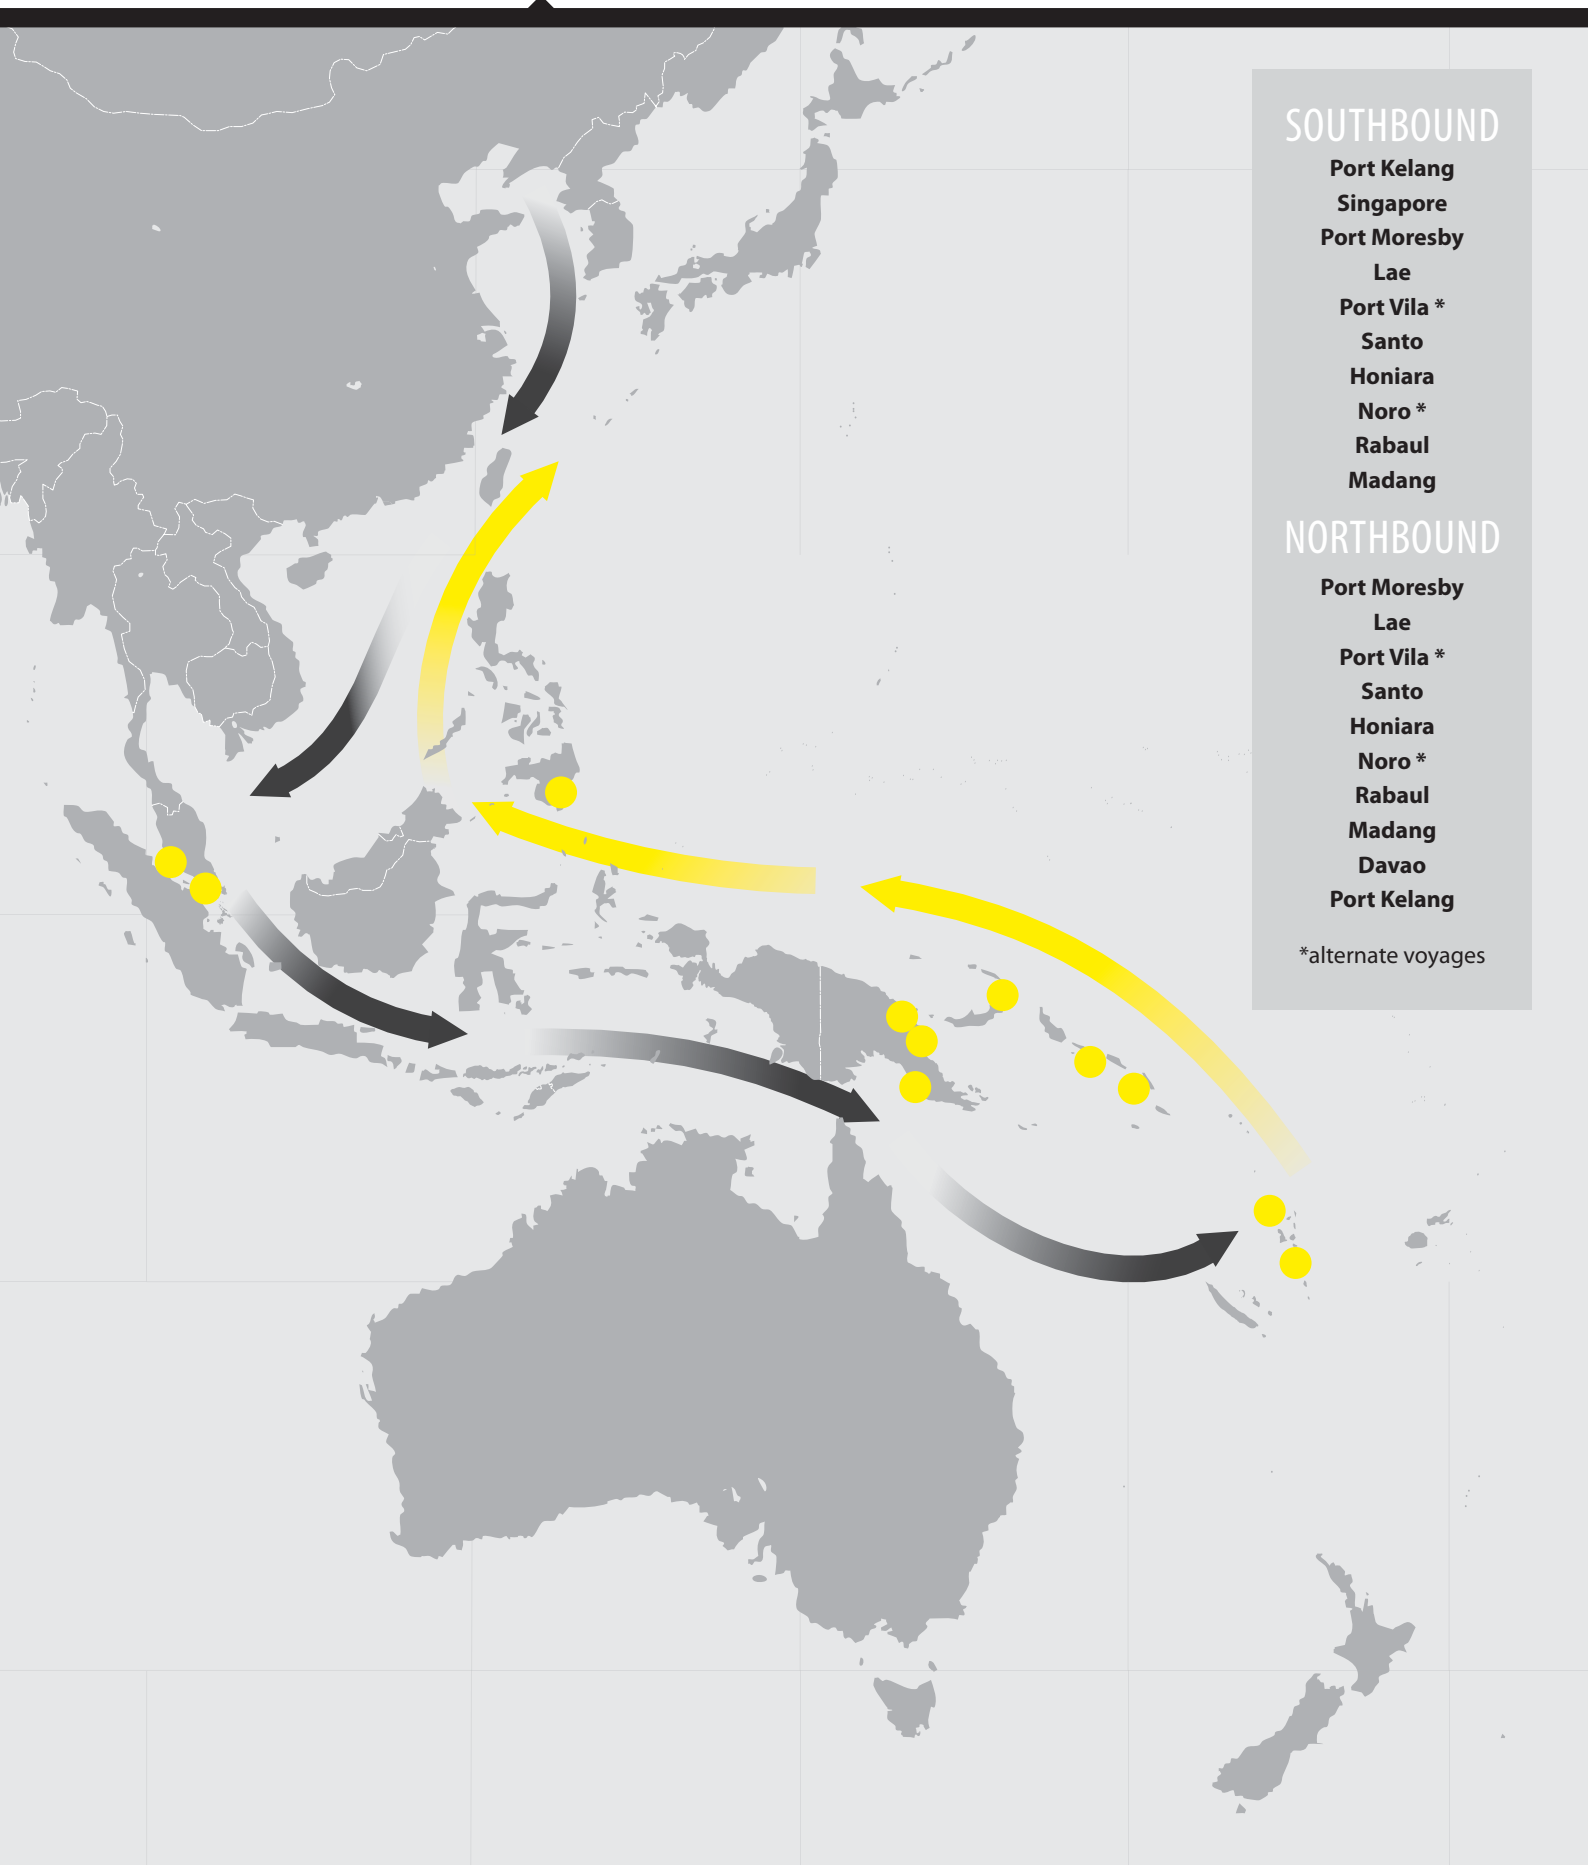 SOUTHBOUND
Port Kelang
Singapore
Port Moresby
Lae
Port Vila *
Santo
Honiara
Noro *
Rabaul
Madang
NORTHBOUND
Port Moresby
Lae
Port Vila *
Santo
Honiara
Noro *
Rabaul
Madang
Davao
Port Kelang
*alternate voyages